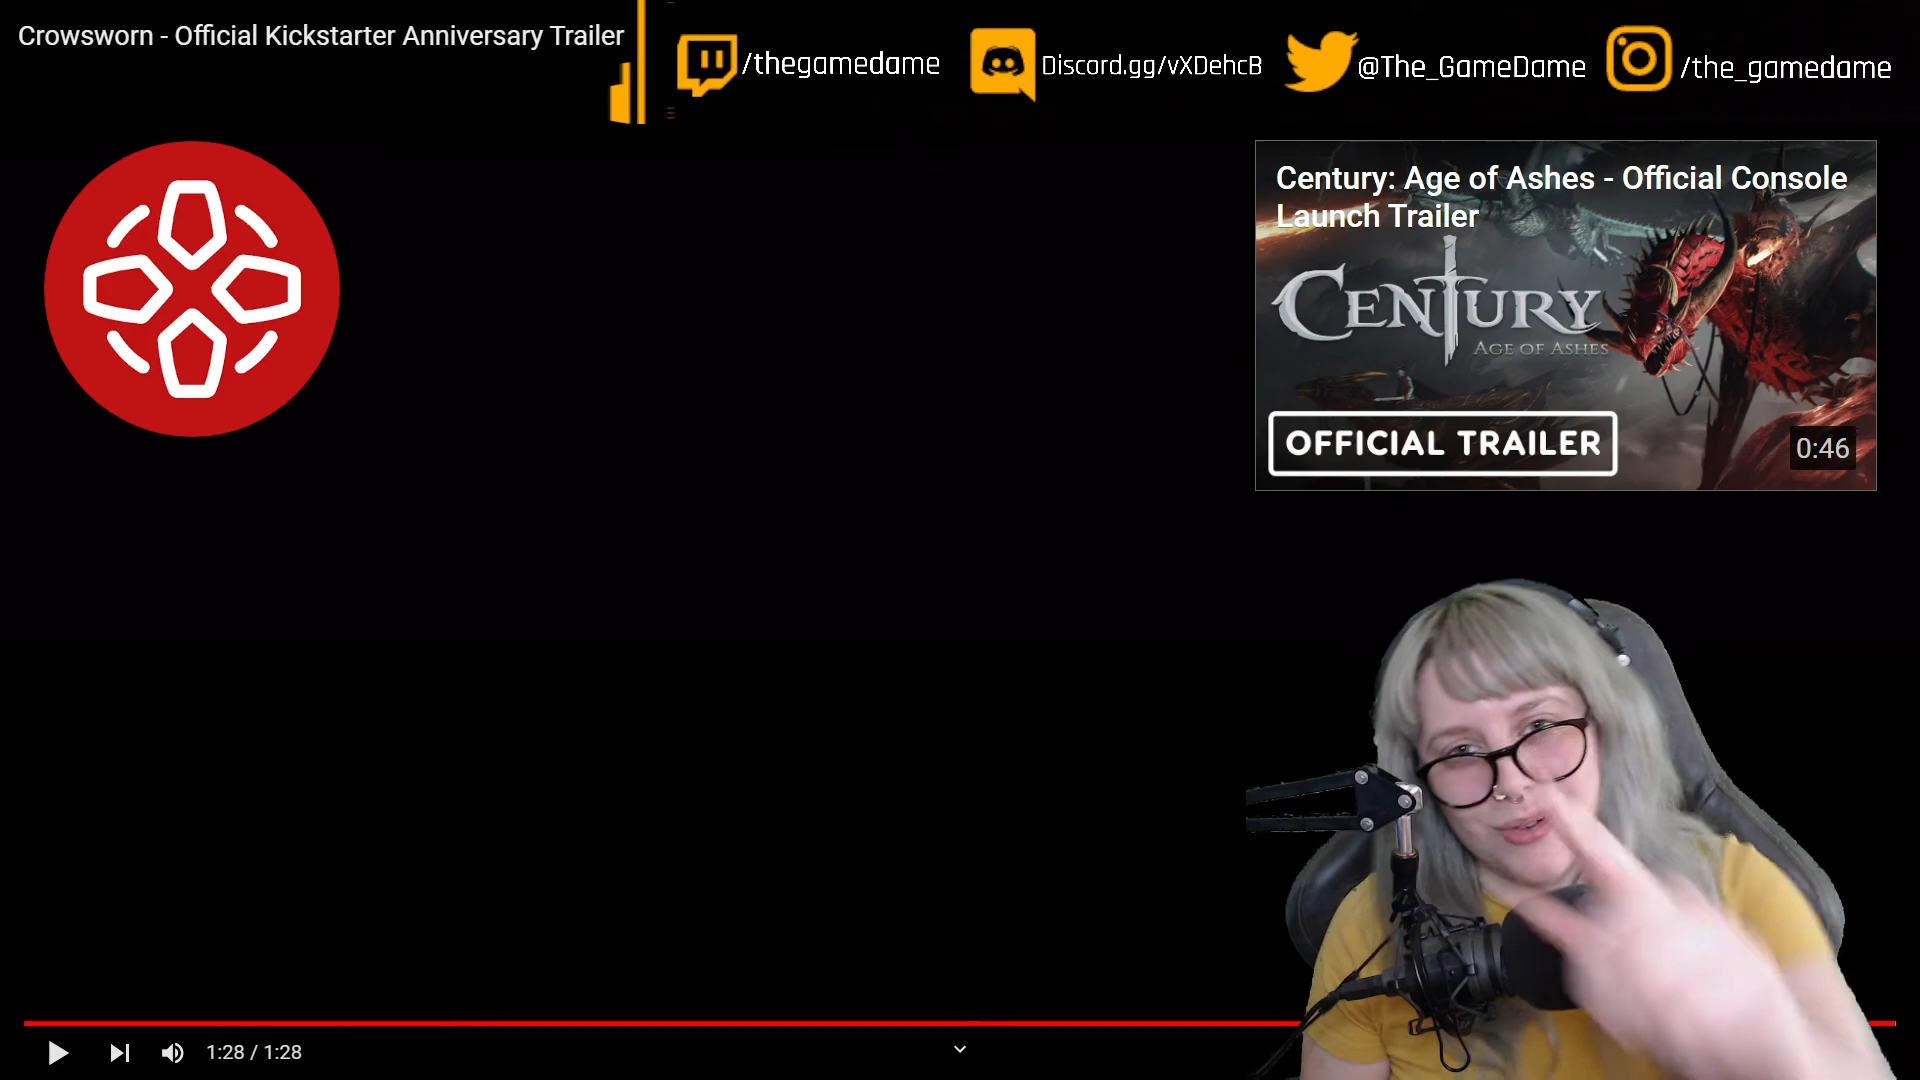 Crowsworn - Official Kickstarter Anniversary Trailer
/thegamedame
Discord.gg/vXDehcB
@The_GameDame
/the_gamedame
Century: Age of Ashes - Official Console
Launch Trailer
CENTURY
AGE OF ASHES
OFFICIAL TRAILER
0:46
1:28 / 1:28